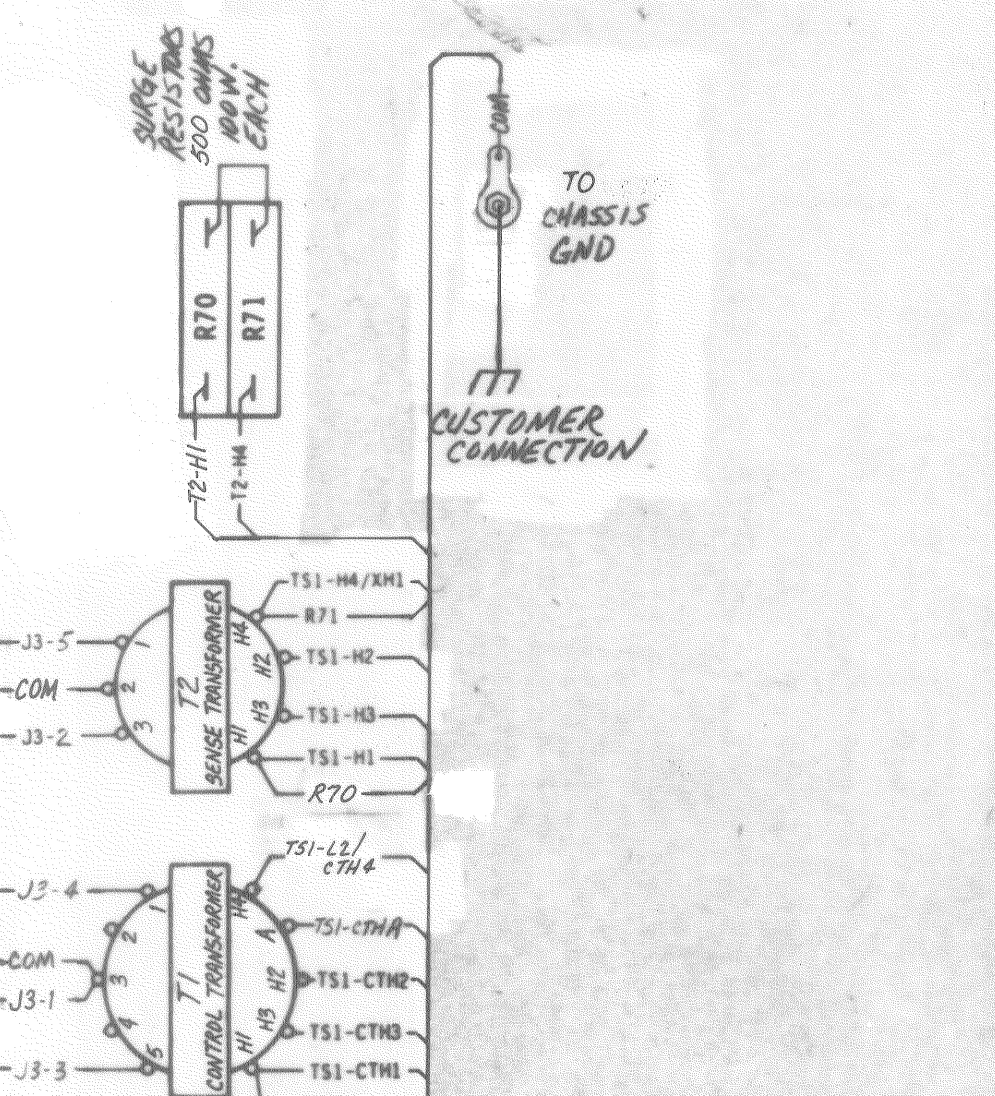 SURGE
RESISTORS
500 OHMS
100W.
EACH
COM
TO
CHASSIS
GND
R70
R71
CUSTOMER
CONNECTION
T2-H1
T2-H4
TS1-H4/XH1
R71
J3-5
1
H4
TS1-H2
H2
COM
2
T2
SENSE TRANSFORMER
H3
TS1-H3
J3-2
3
H1
TS1-H1
R70
TS1-L2/
CTH4
J3-4
1
H4
2
A
TS1-CTHA
COM
3
T1
CONTROL TRANSFORMER
H2
TS1-CTH2
J3-1
4
H3
TS1-CTH3
5
H1
J3-3
TS1-CTH1